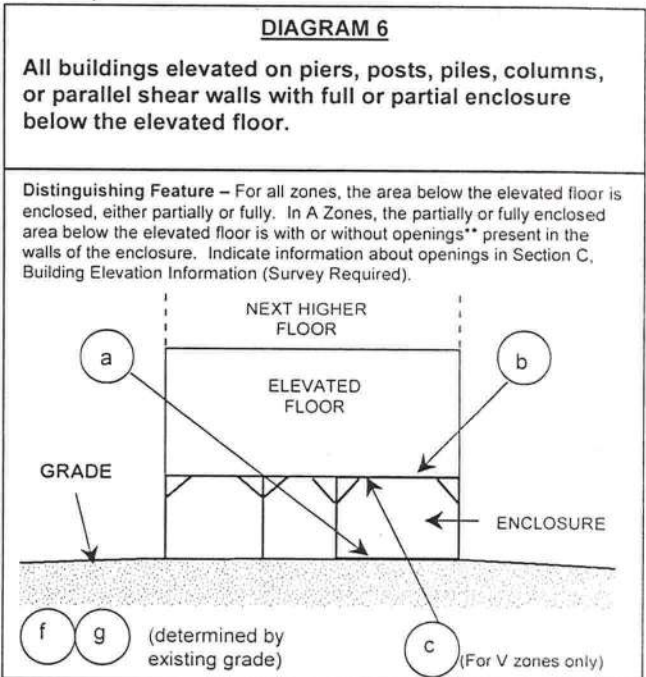 DIAGRAM 6
All buildings elevated on piers, posts, piles, columns,
or parallel shear walls with full or partial enclosure
below the elevated floor.
Distinguishing Feature – For all zones, the area below the elevated floor is
enclosed, either partially or fully. In A Zones, the partially or fully enclosed
area below the elevated floor is with or without openings** present in the
walls of the enclosure. Indicate information about openings in Section C,
Building Elevation Information (Survey Required).
NEXT HIGHER
FLOOR
a
b
ELEVATED
FLOOR
GRADE
ENCLOSURE
f g (determined by
existing grade)
c (For V zones only)